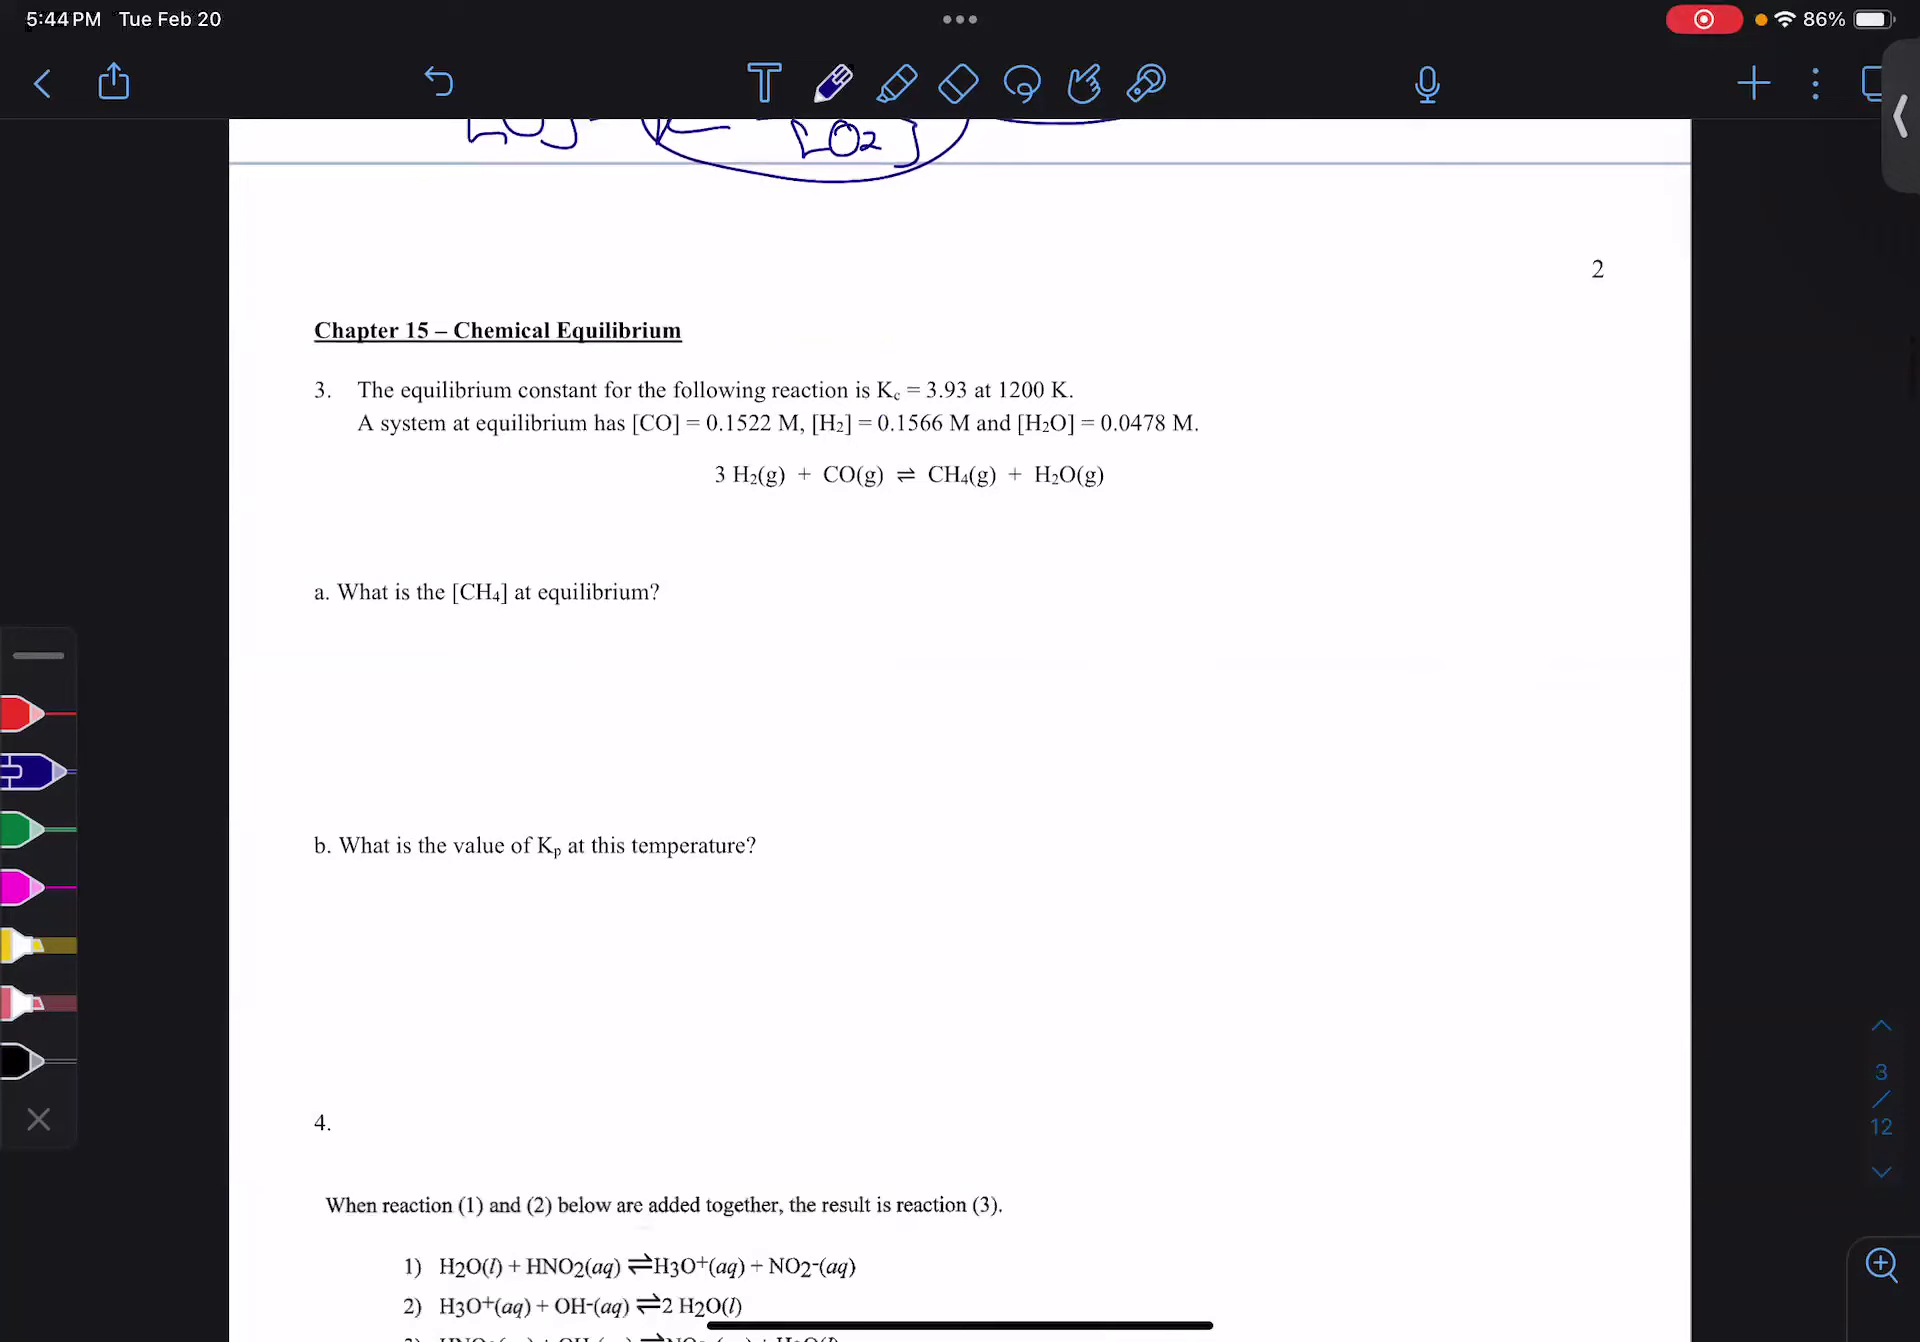 5:44 PM Tue Feb 20
86%
[O2]
2
Chapter 15 – Chemical Equilibrium
3. The equilibrium constant for the following reaction is Kc = 3.93 at 1200 K.
A system at equilibrium has [CO] = 0.1522 M, [H2] = 0.1566 M and [H2O] = 0.0478 M.
3 H2(g) + CO(g) ⇌ CH4(g) + H2O(g)
a. What is the [CH4] at equilibrium?
b. What is the value of Kp at this temperature?
3
/
12
4.
When reaction (1) and (2) below are added together, the result is reaction (3).
1) H2O(l) + HNO2(aq) ⇌H3O+(aq) + NO2-(aq)
2) H3O+(aq) + OH-(aq) ⇌2 H2O(l)